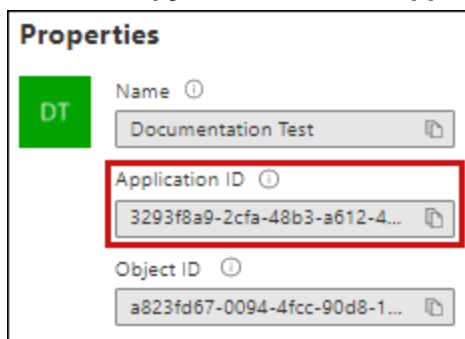 Properties
DT
Name
Documentation Test
Application ID
3293f8a9-2cfa-48b3-a612-4...
Object ID
a823fd67-0094-4fcc-90d8-1...